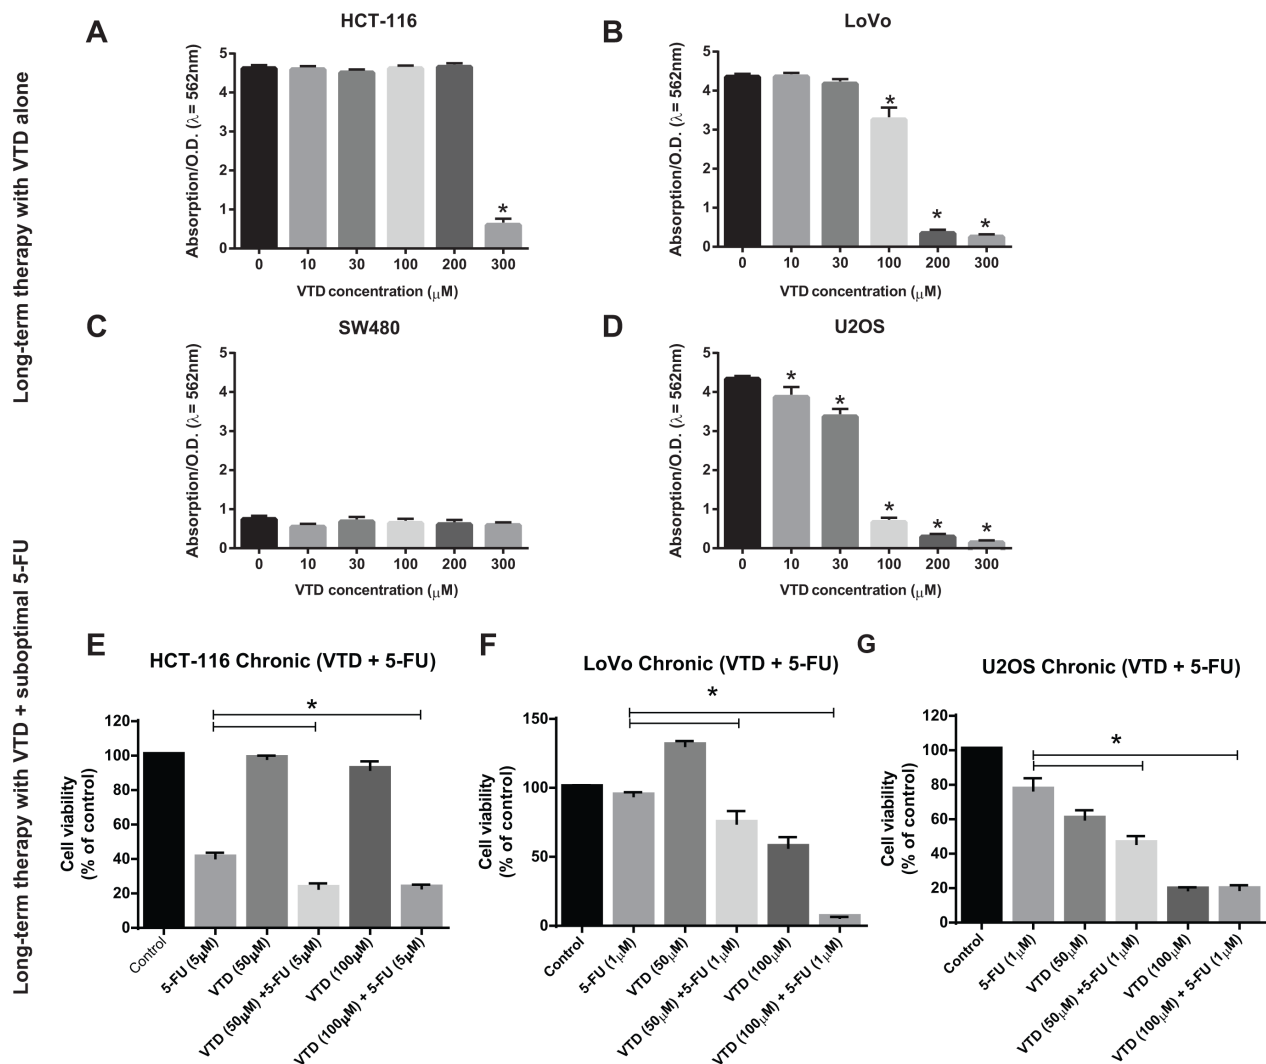 Long-term therapy with VTD alone
A
HCT-116
Absorption/O.D. (λ = 562nm)
5
4
3
2
1
0
*
0 10 30 100 200 300
VTD concentration (μM)
B
LoVo
Absorption/O.D. (λ = 562nm)
5
4
3
2
1
0
* * *
0 10 30 100 200 300
VTD concentration (μM)
C
SW480
Absorption/O.D. (λ = 562nm)
5
4
3
2
1
0
0 10 30 100 200 300
VTD concentration (μM)
D
U2OS
Absorption/O.D. (λ = 562nm)
5
4
3
2
1
0
* * * * *
0 10 30 100 200 300
VTD concentration (μM)
Long-term therapy with VTD + suboptimal 5-FU
E
HCT-116 Chronic (VTD + 5-FU)
*
Cell viability
(% of control)
120
100
80
60
40
20
0
Control
5-FU (5μM)
VTD (50μM)
VTD (50μM) +5-FU (5μM)
VTD (100μM)
VTD (100μM) + 5-FU (5μM)
F
LoVo Chronic (VTD + 5-FU)
*
Cell viability
(% of control)
150
100
50
0
Control
5-FU (1μM)
VTD (50μM)
VTD (50μM) +5-FU (1μM)
VTD (100μM)
VTD (100μM) + 5-FU (1μM)
G
U2OS Chronic (VTD + 5-FU)
*
Cell viability
(% of control)
120
100
80
60
40
20
0
Control
5-FU (1μM)
VTD (50μM)
VTD (50μM) +5-FU (1μM)
VTD (100μM)
VTD (100μM) + 5-FU (1μM)